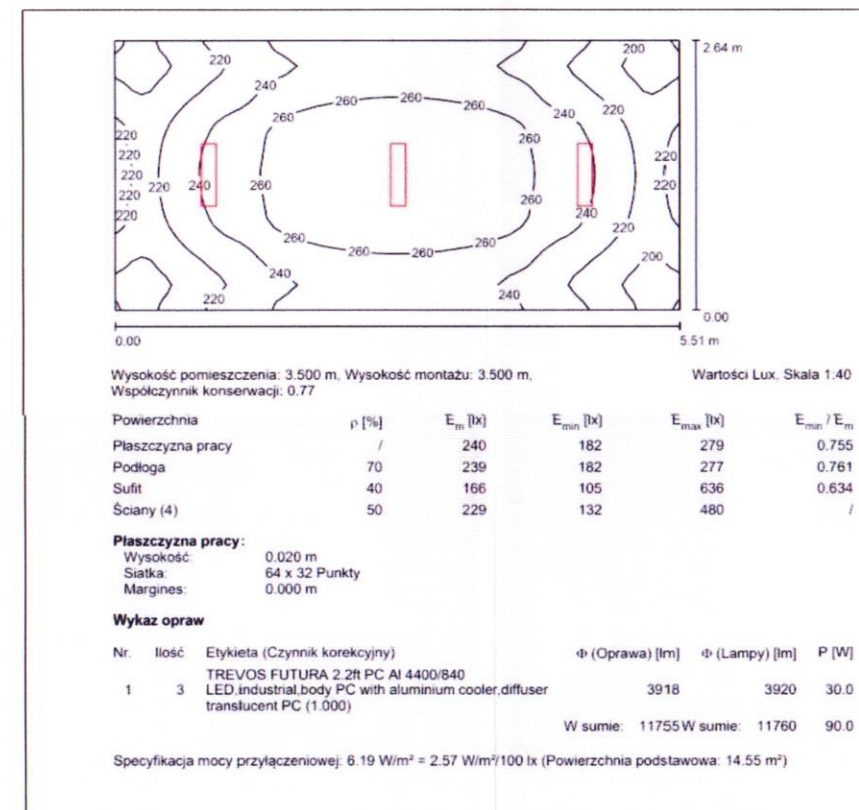 200
220 220 2.64 m
240
260 260 260 240 220
260 260
220
220
220 220 240 260 260 220
220
220 240 220
260 260
260 260
240 200
220 240
0.00
0.00 5.51 m
Wysokość pomieszczenia: 3.500 m, Wysokość montażu: 3.500 m, Wartości Lux, Skala 1:40
Współczynnik konserwacji: 0.77
Powierzchnia ρ [%] Em [lx] Emin [lx] Emax [lx] Emin / Em
Płaszczyzna pracy / 240 182 279 0.755
Podłoga 70 239 182 277 0.761
Sufit 40 166 105 636 0.634
Ściany (4) 50 229 132 480 /
Płaszczyzna pracy:
Wysokość: 0.020 m
Siatka: 64 x 32 Punkty
Margines: 0.000 m
Wykaz opraw
Nr. Ilość Etykieta (Czynnik korekcyjny) Φ (Oprawa) [lm] Φ (Lampy) [lm] P [W]
TREVOS FUTURA 2.2ft PC Al 4400/840
1 3 LED,industrial,body PC with aluminium cooler,diffuser 3918 3920 30.0
translucent PC (1.000)
W sumie: 11755 W sumie: 11760 90.0
Specyfikacja mocy przyłączeniowej: 6.19 W/m² = 2.57 W/m²/100 lx (Powierzchnia podstawowa: 14.55 m²)